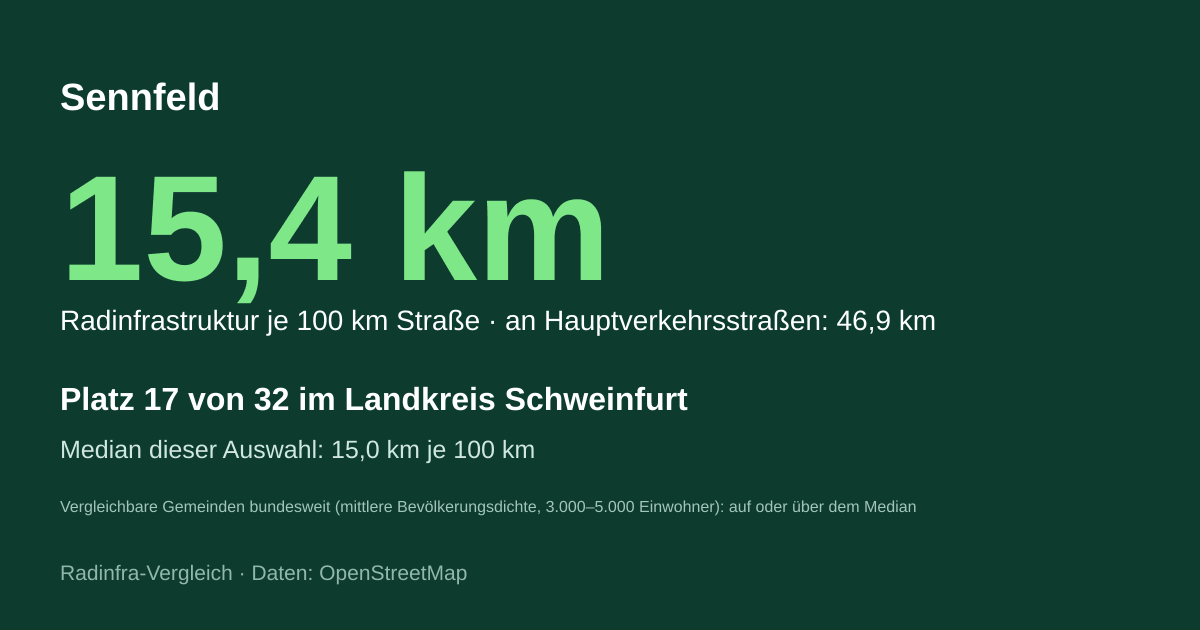 Sennfeld
15,4 km
Radinfrastruktur je 100 km Straße · an Hauptverkehrsstraßen: 46,9 km
Platz 17 von 32 im Landkreis Schweinfurt
Median dieser Auswahl: 15,0 km je 100 km
Vergleichbare Gemeinden bundesweit (mittlere Bevölkerungsdichte, 3.000–5.000 Einwohner): auf oder über dem Median
Radinfra-Vergleich · Daten: OpenStreetMap